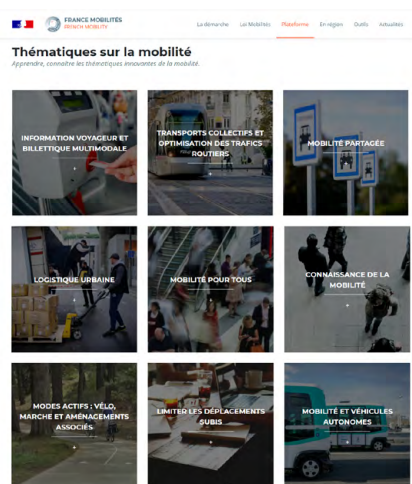 FRANCE MOBILITÉS
FRENCH MOBILITY
La démarche Les Mobilités Plateforme En région Outils Actualités
Thématiques sur la mobilité
Apprendre, connaître les thématiques innovantes de la mobilité.
INFORMATION VOYAGEUR ET
BILLETTIQUE MULTIMODALE
+
TRANSPORTS COLLECTIFS ET
OPTIMISATION DES TRAFICS
ROUTIERS
+
MOBILITÉ PARTAGÉE
+
LOGISTIQUE URBAINE
+
MOBILITÉ POUR TOUS
+
CONNAISSANCE DE LA
MOBILITÉ
+
MODES ACTIFS : VÉLO,
MARCHE ET AMÉNAGEMENTS
ASSOCIÉS
+
LIMITER LES DÉPLACEMENTS
SUBIS
+
MOBILITÉ ET VÉHICULES
AUTONOMES
+